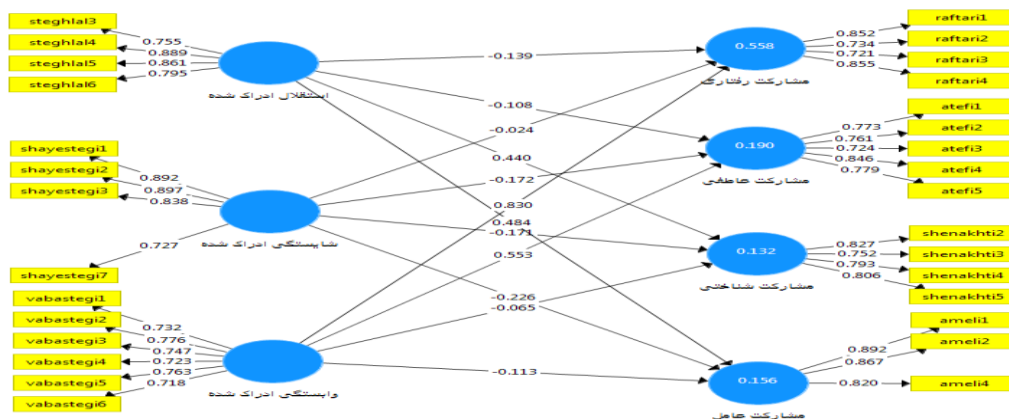 steghlal3
steghlal4
steghlal5
steghlal6
0.755
0.889
0.861
0.795
استقلال ادراک شده
shayestegi1
shayestegi2
shayestegi3
shayestegi7
0.892
0.897
0.838
0.727
شایستگی ادراک شده
vabastegi1
vabastegi2
vabastegi3
vabastegi4
vabastegi5
vabastegi6
0.732
0.776
0.747
0.723
0.763
0.718
وابستگی ادراک شده
-0.139
-0.108
-0.024
0.440
-0.172
0.830
0.484
-0.171
0.553
-0.226
-0.065
-0.113
0.558
مشارکت رفتاری
0.852
0.734
0.721
0.855
raftari1
raftari2
raftari3
raftari4
0.190
مشارکت عاطفی
0.773
0.761
0.724
0.846
0.779
atefi1
atefi2
atefi3
atefi4
atefi5
0.132
مشارکت شناختی
0.827
0.752
0.793
0.806
shenakhti2
shenakhti3
shenakhti4
shenakhti5
0.156
مشارکت عامل
0.892
0.867
0.820
ameli1
ameli2
ameli4